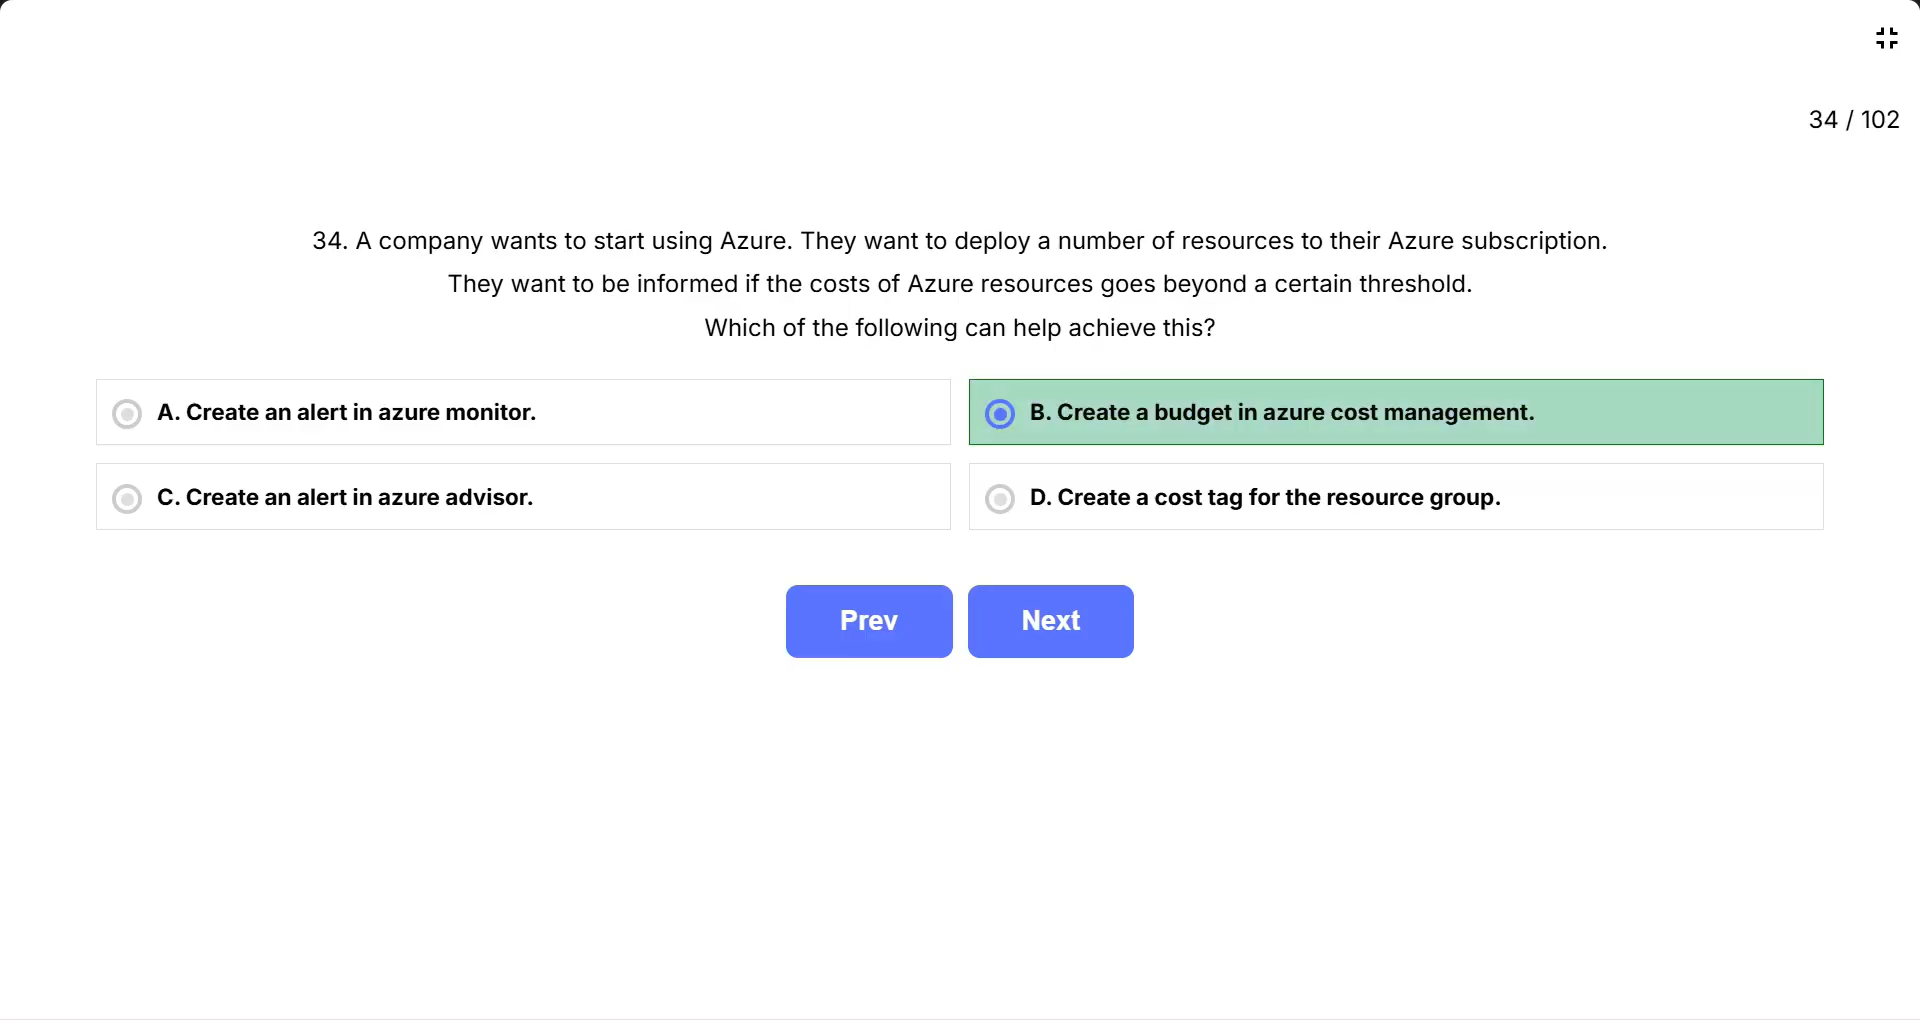 34 / 102
34. A company wants to start using Azure. They want to deploy a number of resources to their Azure subscription.
They want to be informed if the costs of Azure resources goes beyond a certain threshold.
Which of the following can help achieve this?
A. Create an alert in azure monitor.
B. Create a budget in azure cost management.
C. Create an alert in azure advisor.
D. Create a cost tag for the resource group.
Prev
Next